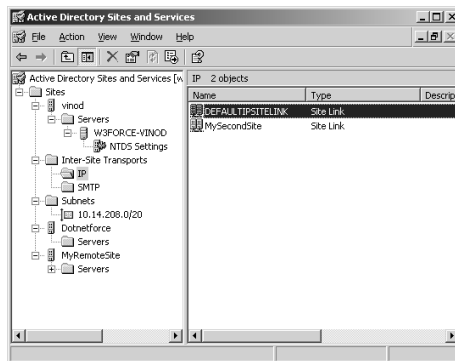 Active Directory Sites and Services
File Action View Window Help
Active Directory Sites and Services [w
Sites
vinod
Servers
W3FORCE-VINOD
NTDS Settings
Inter-Site Transports
IP
SMTP
Subnets
10.14.208.0/20
Dotnetforce
Servers
MyRemoteSite
Servers
IP 2 objects
Name Type Descrip
DEFAULTIPSITELINK Site Link
MySecondSite Site Link